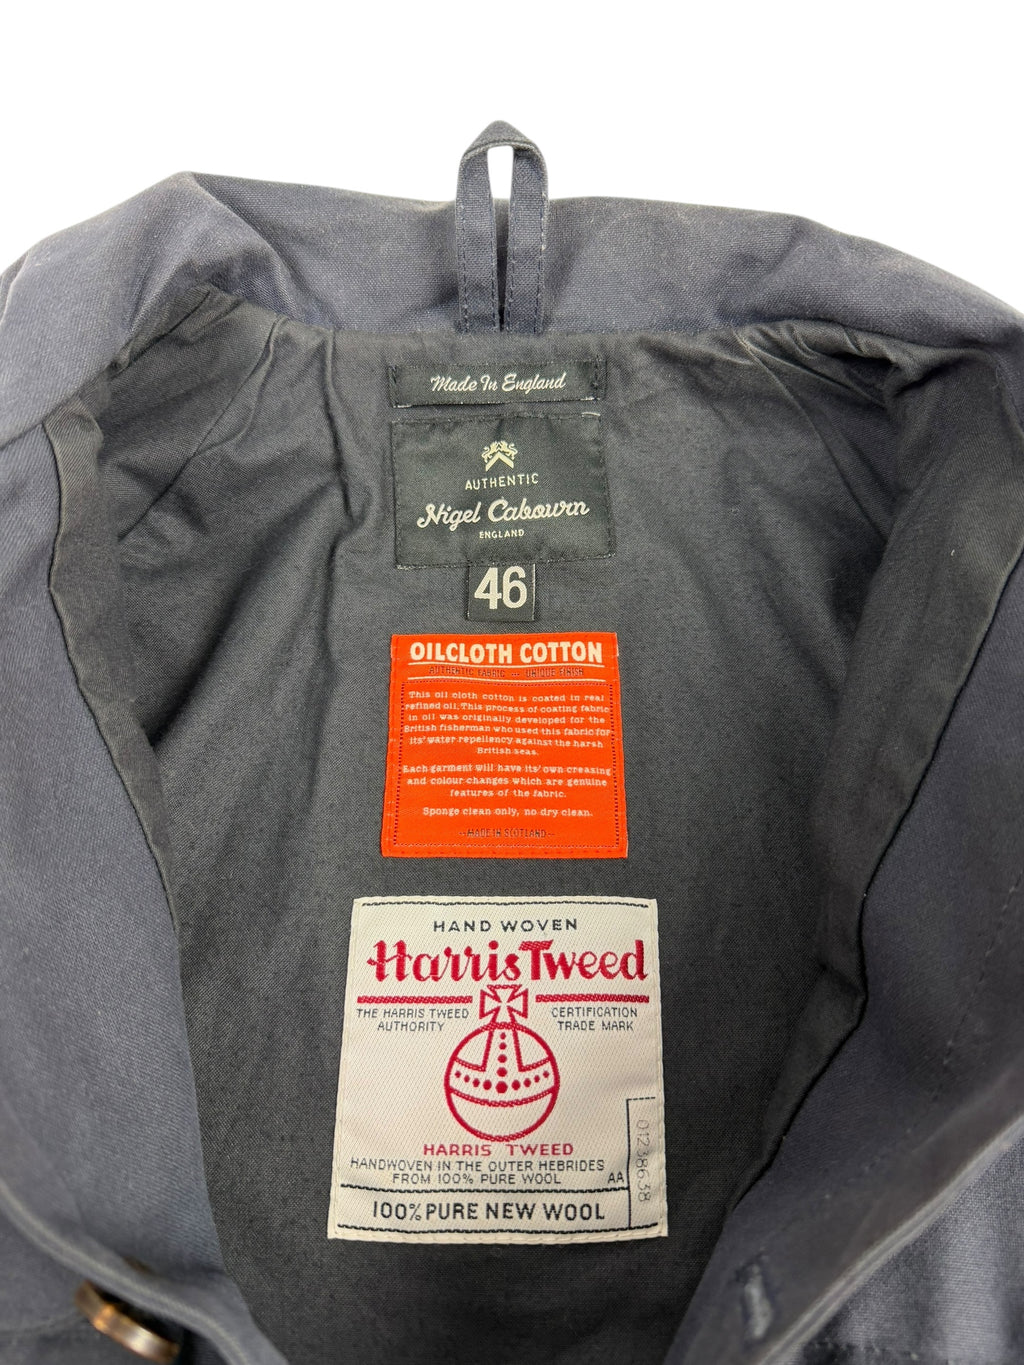 Made In England
AUTHENTIC
Nigel Cabourn
ENGLAND
46
OILCLOTH COTTON
AUTHENTIC FABRIC — UNIQUE FINISH
This oil cloth cotton is coated in real
refined oil. This process of coating fabric
in oil was originally developed for the
British fisherman who used this fabric for
its' water repellency against the harsh
British seas.
Each garment will have its' own creasing
and colour changes which are genuine
features of the fabric.
Sponge clean only, no dry clean.
—MADE IN SCOTLAND—
HAND WOVEN
Harris Tweed
THE HARRIS TWEED CERTIFICATION
AUTHORITY TRADE MARK
HARRIS TWEED
HANDWOVEN IN THE OUTER HEBRIDES
FROM 100% PURE WOOL AA
100% PURE NEW WOOL
01238638